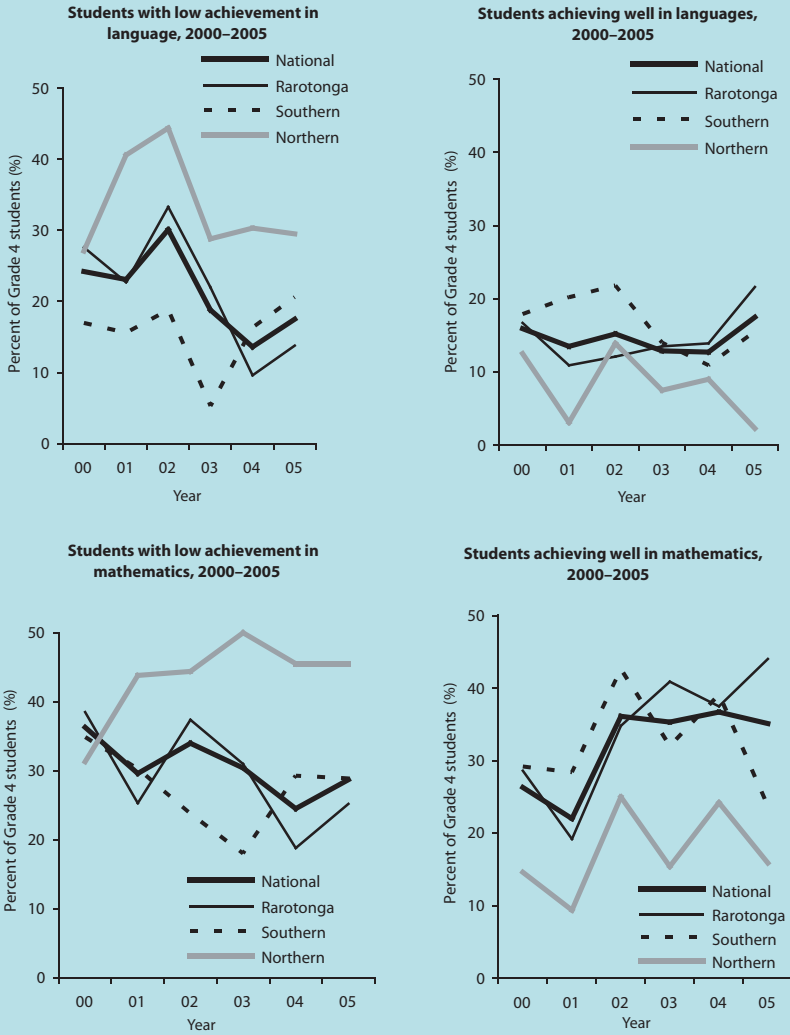 Students with low achievement in
language, 2000–2005
National
Rarotonga
Southern
Northern
Percent of Grade 4 students (%)
50
40
30
20
10
0
00 01 02 03 04 05
Year
Students achieving well in languages,
2000–2005
National
Rarotonga
Southern
Northern
Percent of Grade 4 students (%)
50
40
30
20
10
0
00 01 02 03 04 05
Year
Students with low achievement in
mathematics, 2000–2005
Percent of Grade 4 students (%)
50
40
30
20
10
0
National
Rarotonga
Southern
Northern
00 01 02 03 04 05
Year
Students achieving well in mathematics,
2000–2005
Percent of Grade 4 students (%)
50
40
30
20
10
0
National
Rarotonga
Southern
Northern
00 01 02 03 04 05
Year